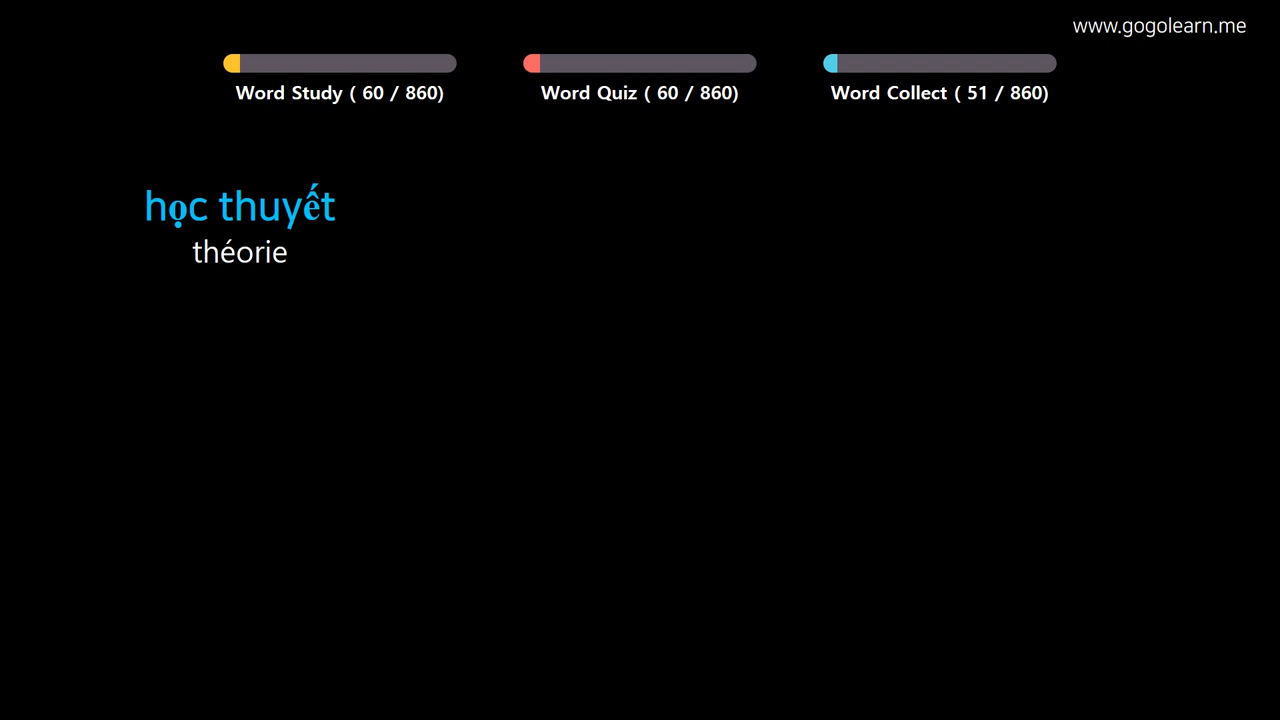 www.gogolearn.me
Word Study ( 60 / 860)
Word Quiz ( 60 / 860)
Word Collect ( 51 / 860)
học thuyết
théorie